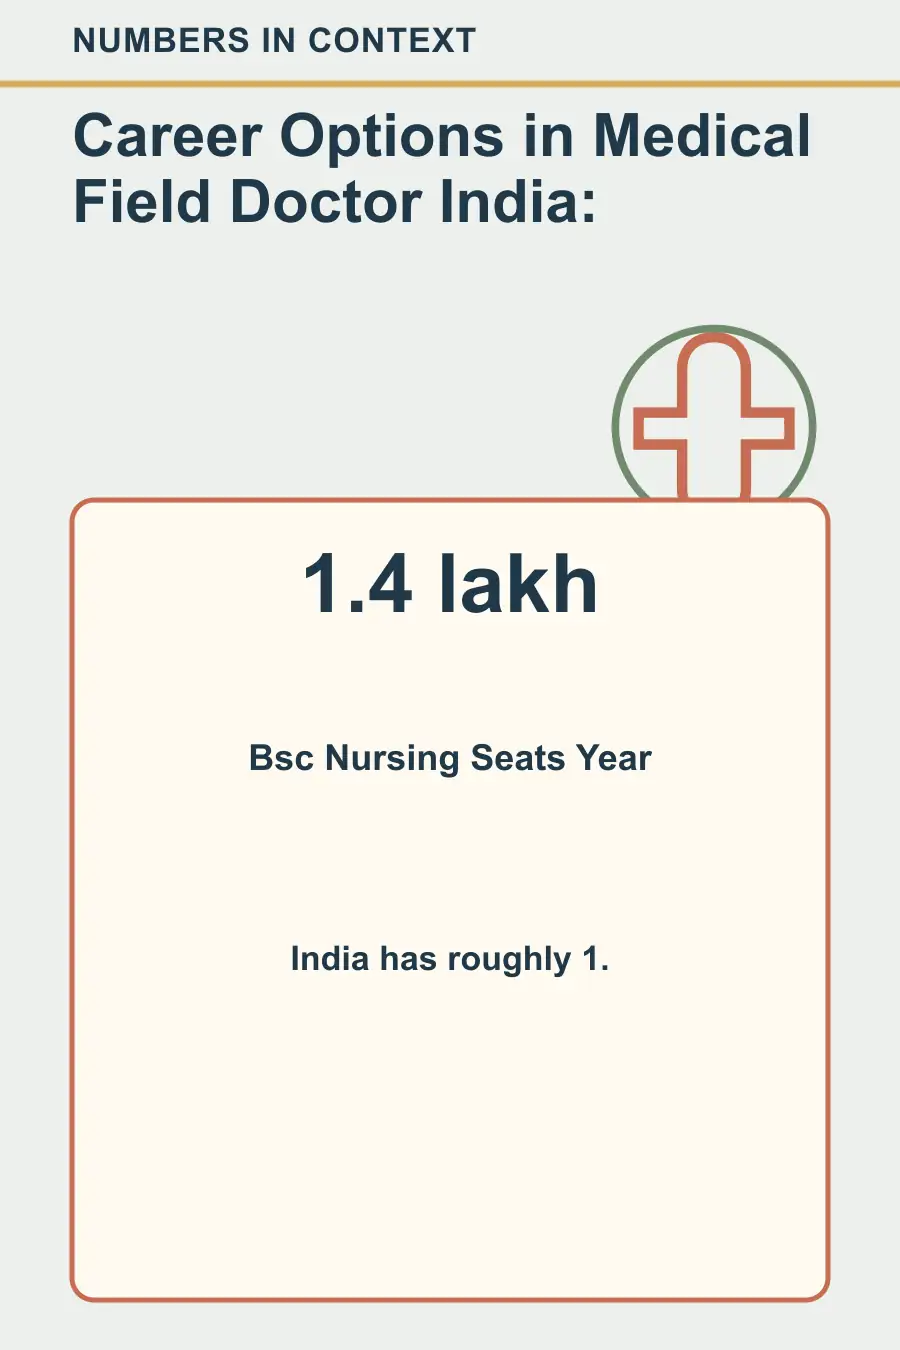 NUMBERS IN CONTEXT
Career Options in Medical
Field Doctor India:
1.4 lakh
Bsc Nursing Seats Year
India has roughly 1.